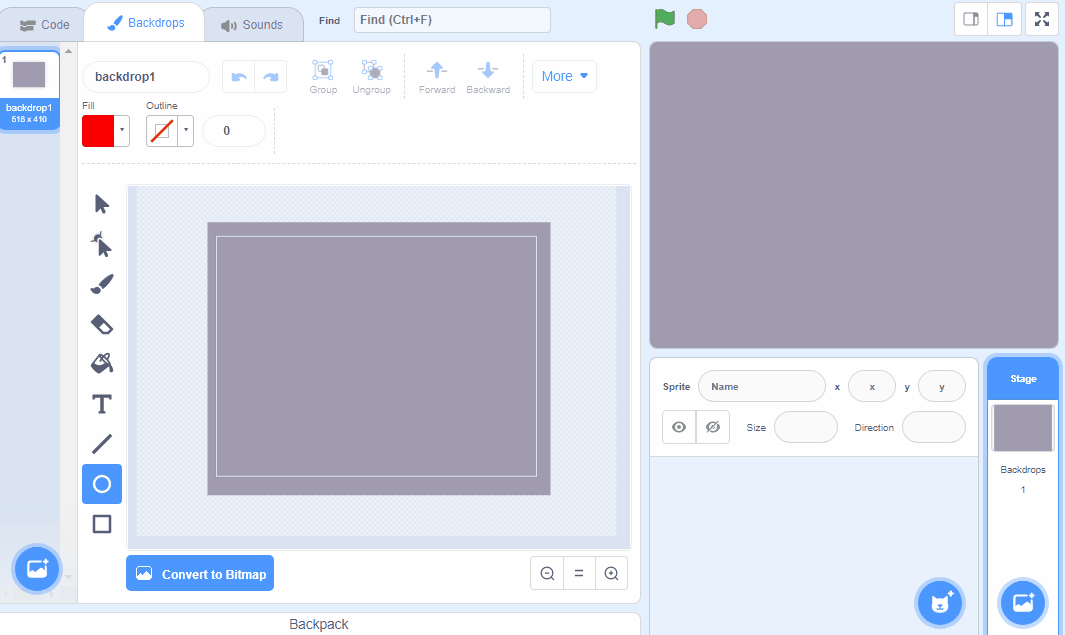 Code
Backdrops
Sounds
Find
Find (Ctrl+F)
1
backdrop1
516 x 410
backdrop1
Group
Ungroup
Forward
Backward
More
Fill
Outline
0
T
Convert to Bitmap
Backpack
Sprite
Name
x
x
y
y
Size
Direction
Stage
Backdrops
1